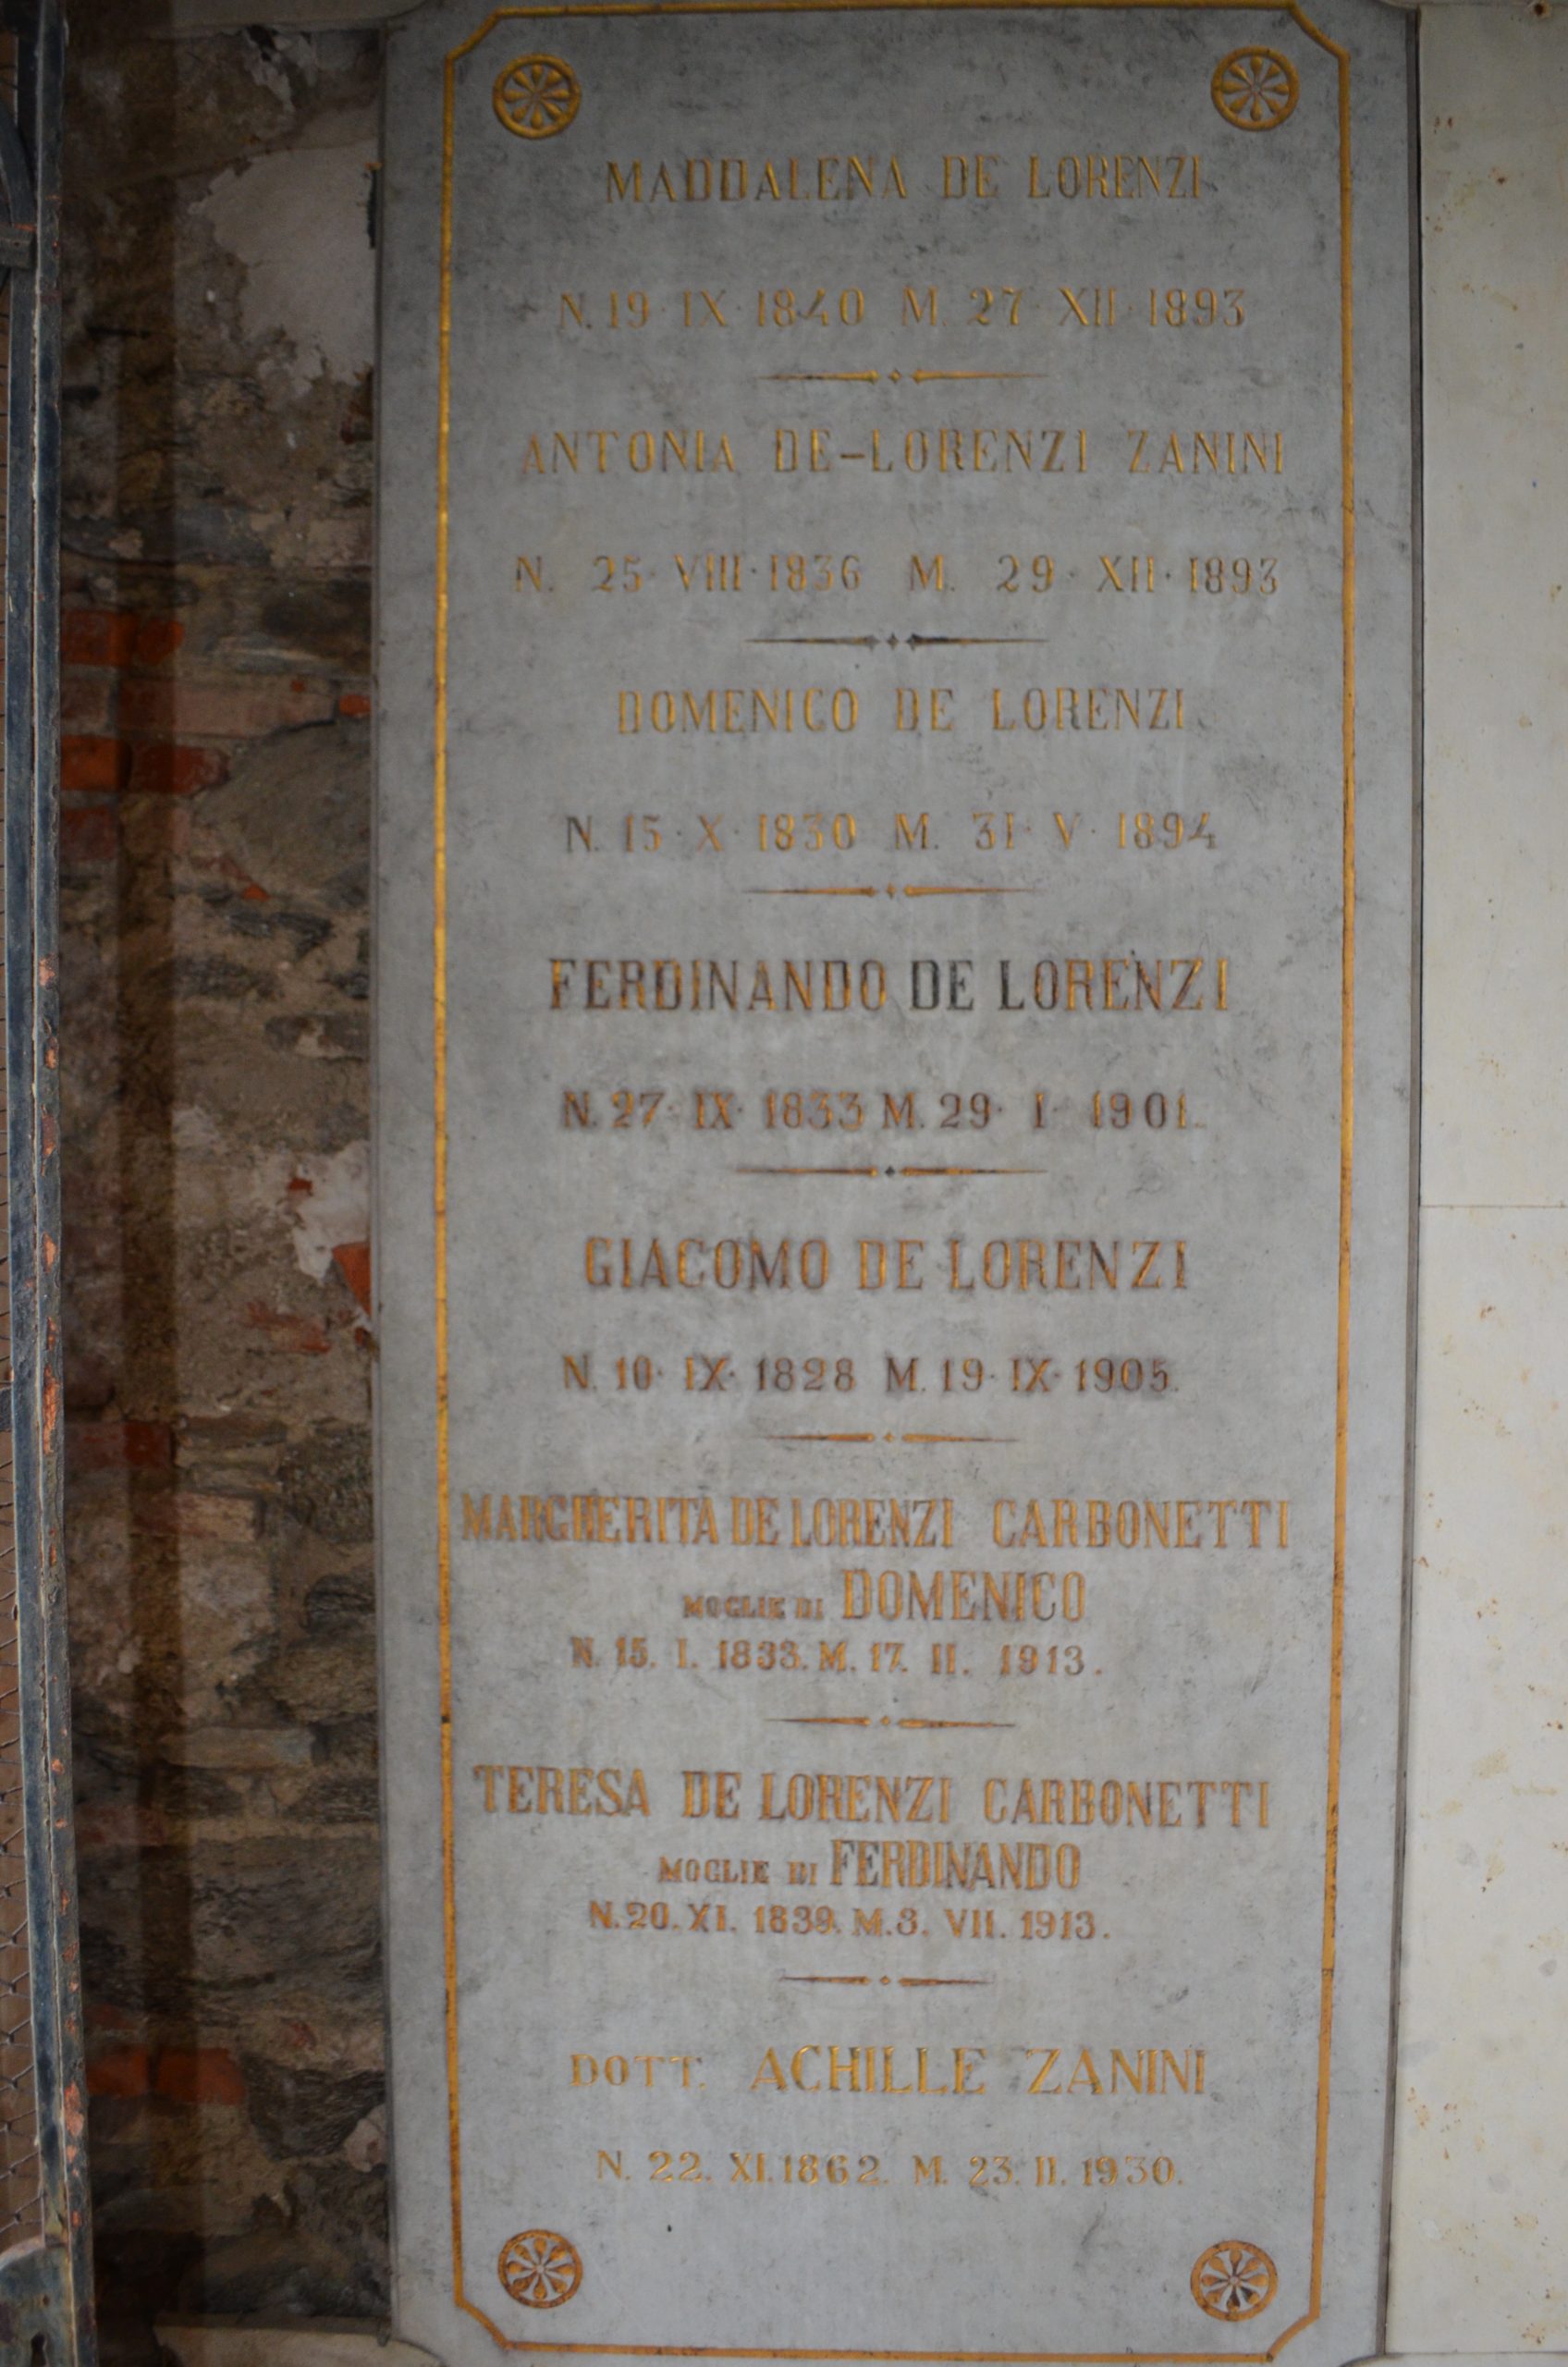 MADDALENA DE LORENZI
N. 19 · IX · 1840 M. 27 · XII · 1893
ANTONIA DE-LORENZI ZANINI
N. 25 · VIII · 1836 M. 29 · XII · 1893
DOMENICO DE LORENZI
N. 15 · X · 1830 M. 31 · V · 1894
FERDINANDO DE LORENZI
N. 27 · IX · 1833 M. 29 · I · 1901.
GIACOMO DE LORENZI
N. 10 · IX · 1828 M. 19 · IX · 1905.
MARGHERITA DE LORENZI CARBONETTI
MOGLIE DI DOMENICO
N. 15. I. 1833. M. 17. II. 1913.
TERESA DE LORENZI CARBONETTI
MOGLIE DI FERDINANDO
N. 20. XI. 1839. M. 3. VII. 1913.
DOTT. ACHILLE ZANINI
N. 22. XI. 1862. M. 23. II. 1930.